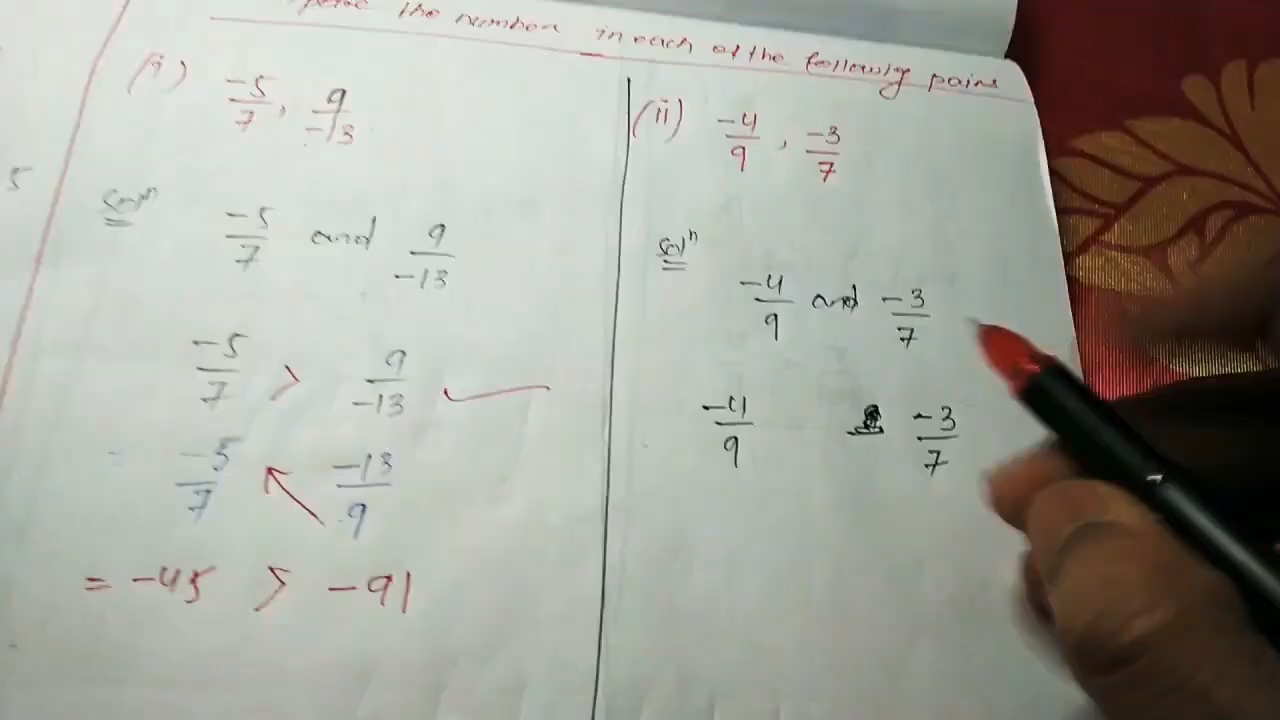 the numbers in each of the following pairs
(i) -5/7, 9/-13
5
Solⁿ
-5/7 and 9/-13
-5/7 > 9/-13
-5/7 -13/9
= -45 > -91
(ii) -4/9, -3/7
Solⁿ
-4/9 and -3/7
-4/9 -3/7